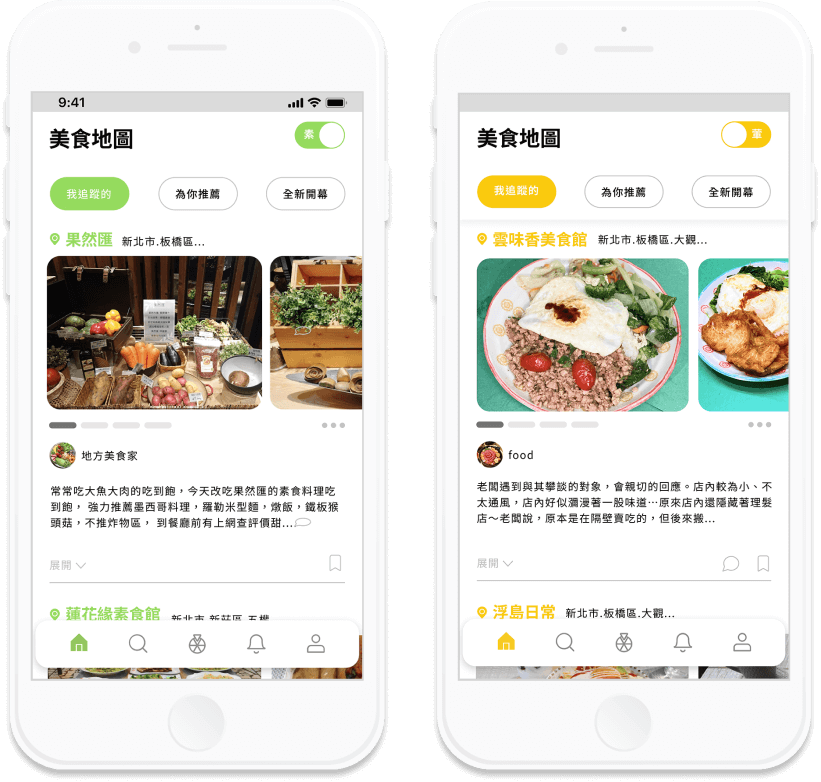 9:41
美食地圖
素
我追蹤的
為你推薦
全新開幕
果然匯 新北市.板橋區...
地方美食家
常常吃大魚大肉的吃到飽，今天改吃果然匯的素食料理吃
到飽， 強力推薦墨西哥料理，羅勒米型麵，燉飯，鐵板猴
頭菇，不推炸物區， 到餐廳前有上網查評價甜...
展開
蓮花緣素食館 新北市.新莊區.五權
美食地圖
葷
我追蹤的
為你推薦
全新開幕
雲味香美食館 新北市.板橋區.大觀...
food
老闆遇到與其攀談的對象，會親切的回應。店內較為小、不
太通風，店內好似瀰漫著一股味道⋯原來店內還隱藏著理髮
店～老闆說，原本是在隔壁賣吃的，但後來搬...
展開
浮島日常 新北市.板橋區.大觀...